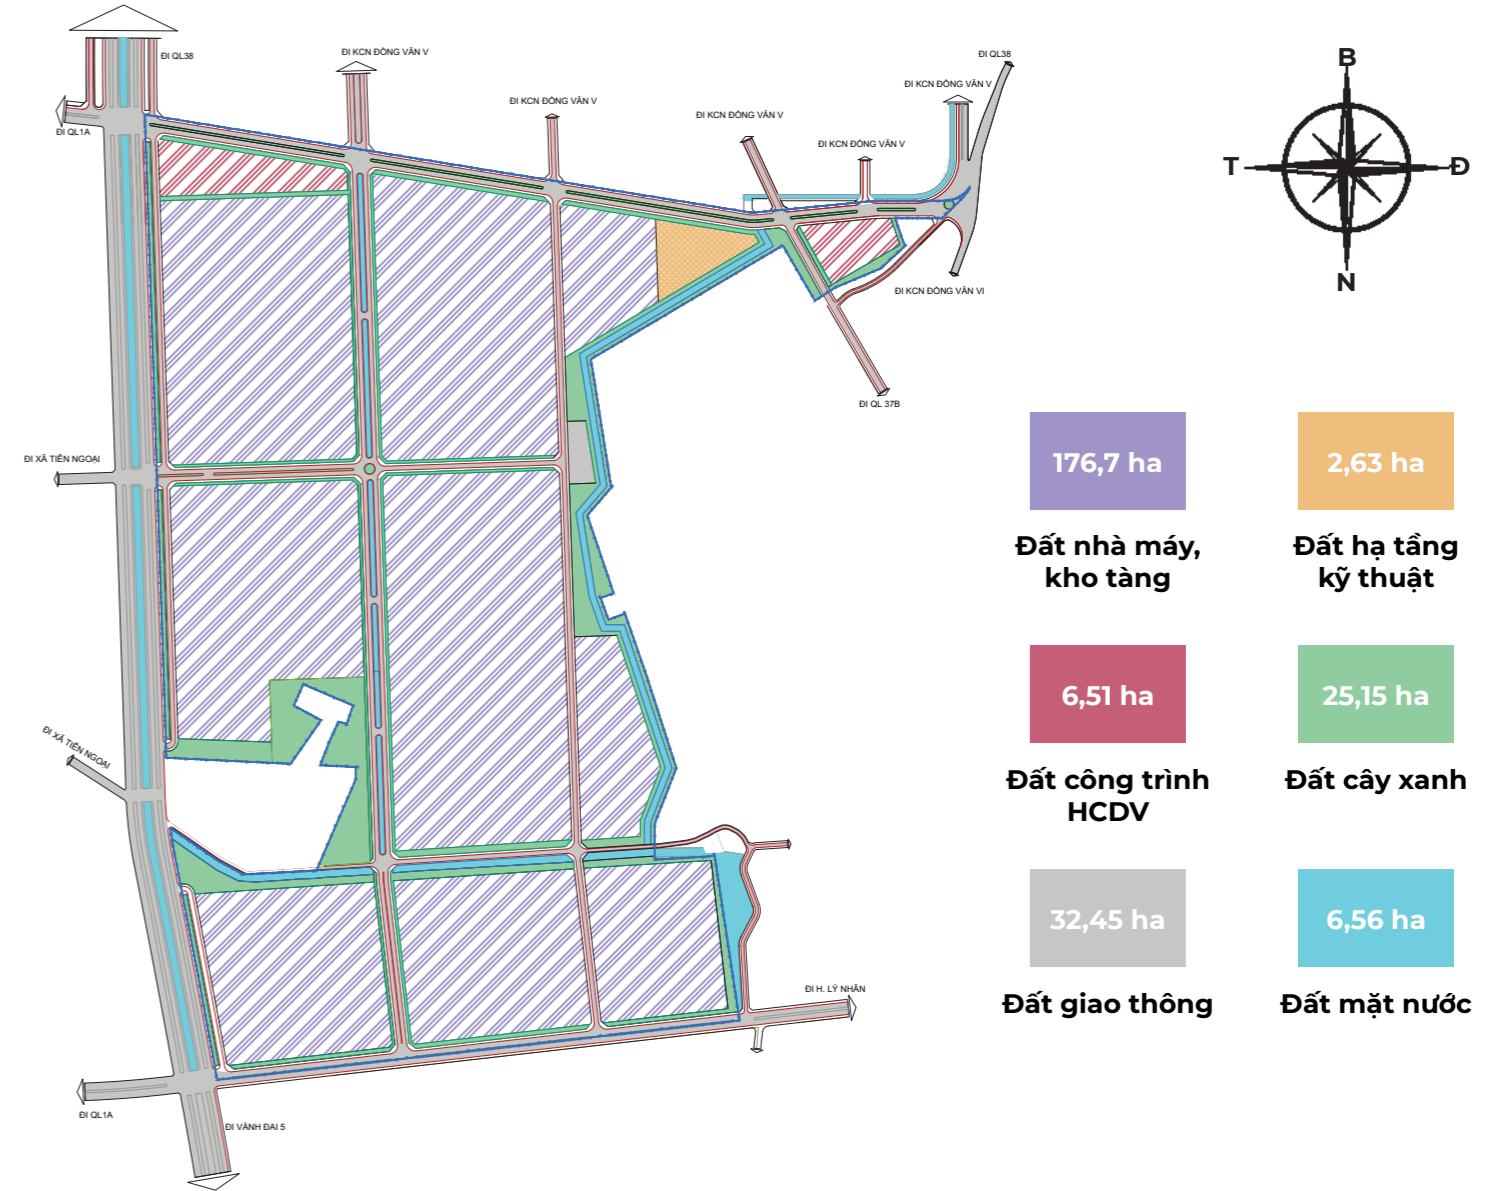 ĐI QL38
ĐI KCN ĐỒNG VĂN V
ĐI QL38
ĐI KCN ĐỒNG VĂN V
ĐI KCN ĐỒNG VĂN V
ĐI KCN ĐỒNG VĂN V
ĐI QL1A
ĐI KCN ĐỒNG VĂN V
ĐI KCN ĐỒNG VĂN VI
ĐI QL 37B
ĐI XÃ TIÊN NGOẠI
ĐI XÃ TIÊN NGOẠI
ĐI H. LÝ NHÂN
ĐI QL1A
ĐI VÀNH ĐAI 5
B
T
Đ
N
176,7 ha
Đất nhà máy,
kho tàng
2,63 ha
Đất hạ tầng
kỹ thuật
6,51 ha
Đất công trình
HCDV
25,15 ha
Đất cây xanh
32,45 ha
Đất giao thông
6,56 ha
Đất mặt nước